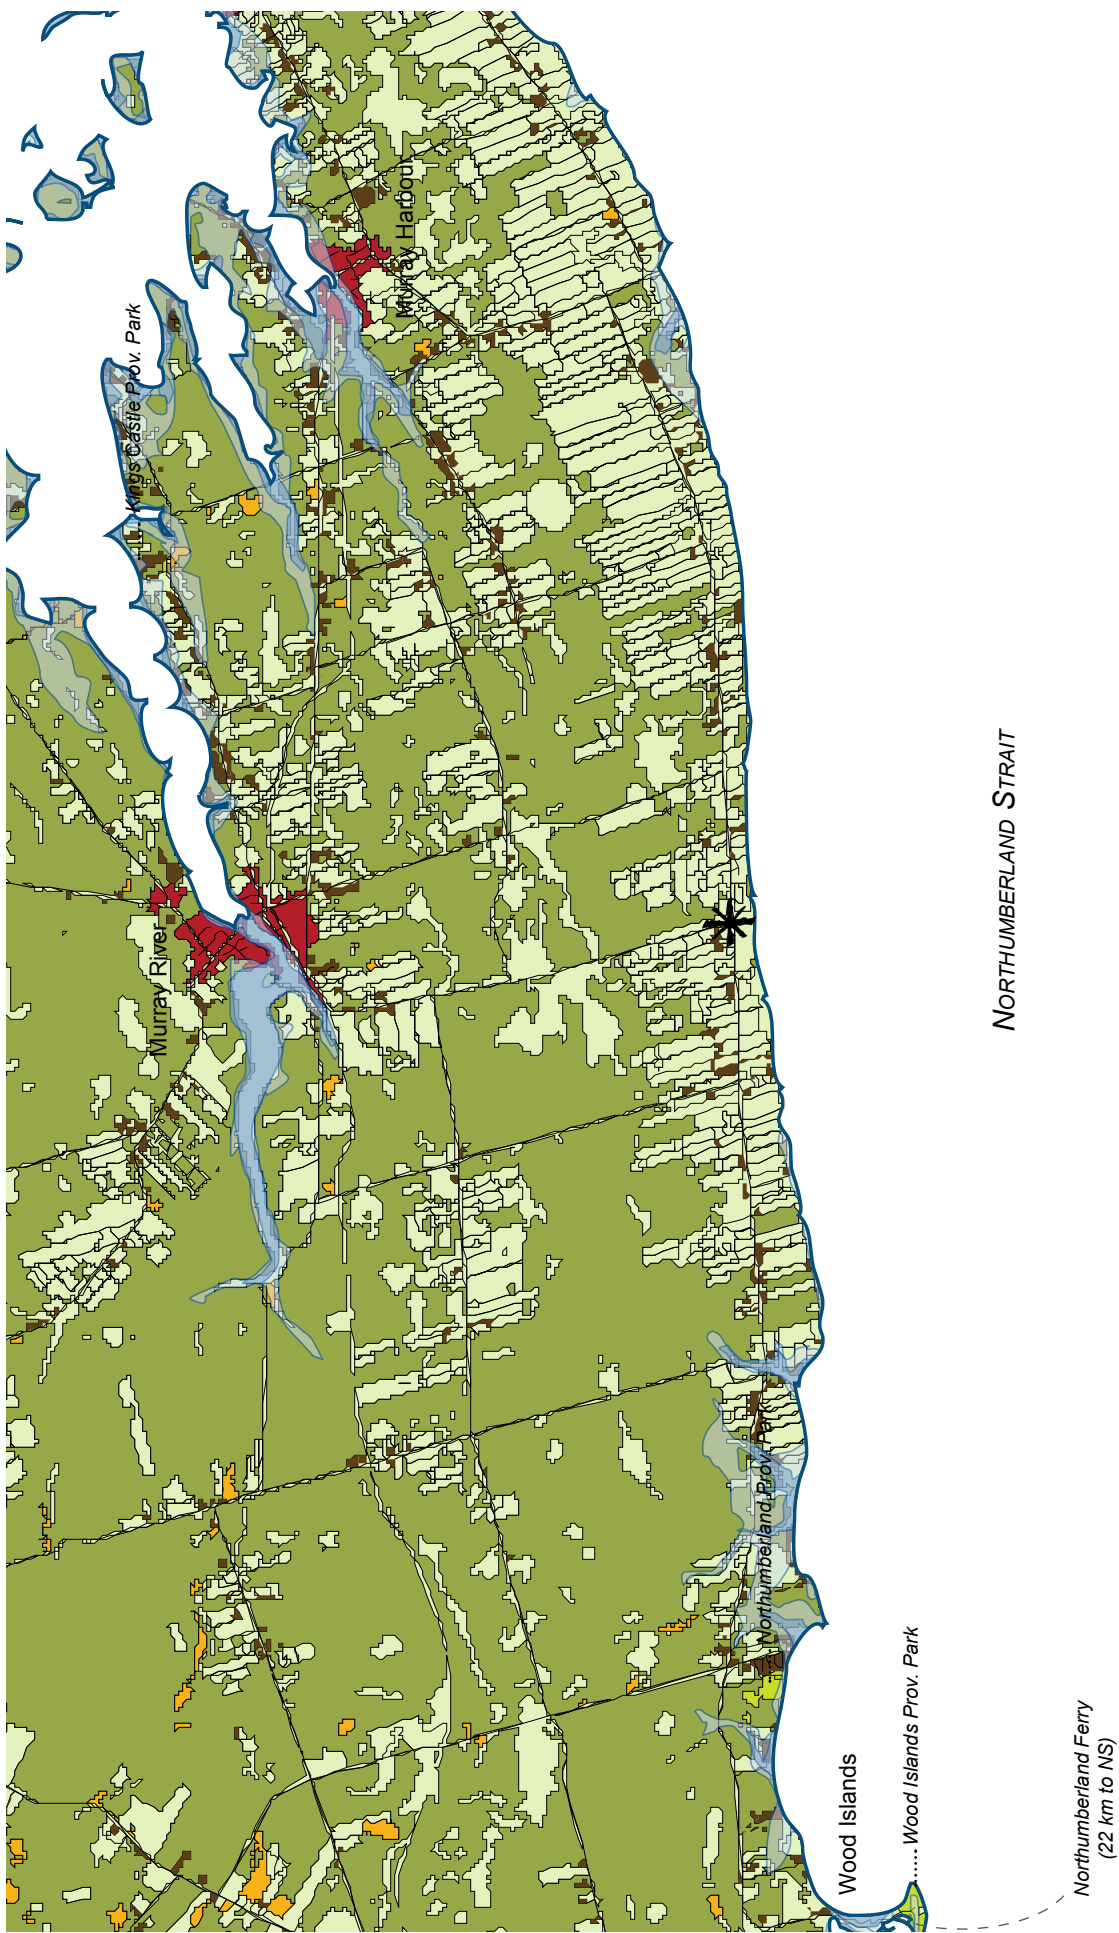 Murray Harbour
Kings Castle Prov. Park
Murray River
NORTHUMBERLAND STRAIT
Northumberland Prov. Park
Wood Islands
Wood Islands Prov. Park
Northumberland Ferry
(22 km to NS)